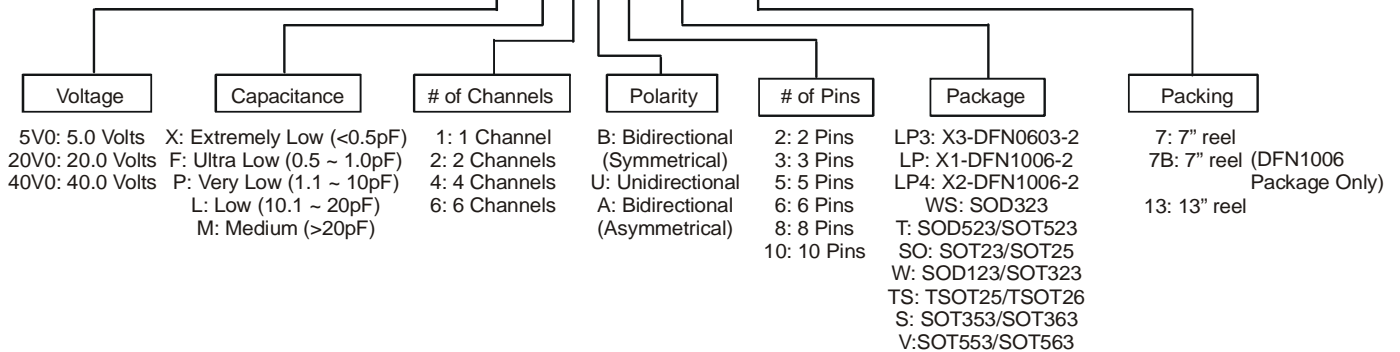 Voltage
5V0: 5.0 Volts
20V0: 20.0 Volts
40V0: 40.0 Volts
Capacitance
X: Extremely Low (<0.5pF)
F: Ultra Low (0.5 ~ 1.0pF)
P: Very Low (1.1 ~ 10pF)
L: Low (10.1 ~ 20pF)
M: Medium (>20pF)
# of Channels
1: 1 Channel
2: 2 Channels
4: 4 Channels
6: 6 Channels
Polarity
B: Bidirectional
(Symmetrical)
U: Unidirectional
A: Bidirectional
(Asymmetrical)
# of Pins
2: 2 Pins
3: 3 Pins
5: 5 Pins
6: 6 Pins
8: 8 Pins
10: 10 Pins
Package
LP3: X3-DFN0603-2
LP: X1-DFN1006-2
LP4: X2-DFN1006-2
WS: SOD323
T: SOD523/SOT523
SO: SOT23/SOT25
W: SOD123/SOT323
TS: TSOT25/TSOT26
S: SOT353/SOT363
V:SOT553/SOT563
Packing
7: 7” reel
7B: 7” reel (DFN1006
Package Only)
13: 13” reel